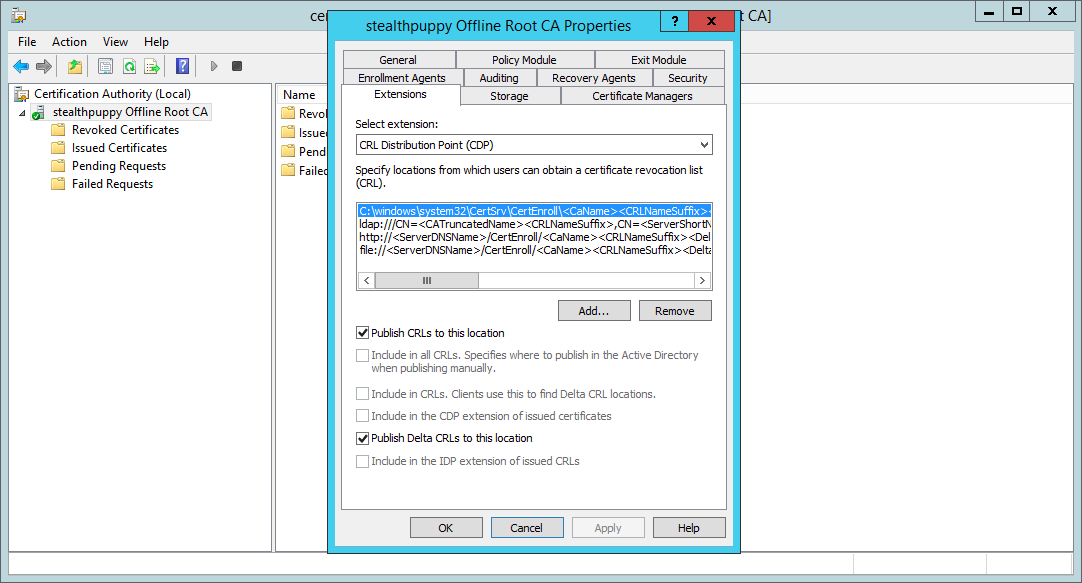 cer
t CA]
File Action View Help
Certification Authority (Local)
stealthpuppy Offline Root CA
Revoked Certificates
Issued Certificates
Pending Requests
Failed Requests
Name
Revo
Issue
Pend
Failed
stealthpuppy Offline Root CA Properties
? X
General Policy Module Exit Module
Enrollment Agents Auditing Recovery Agents Security
Extensions Storage Certificate Managers
Select extension:
CRL Distribution Point (CDP)
Specify locations from which users can obtain a certificate revocation list
(CRL).
C:\windows\system32\CertSrv\CertEnroll\<CaName><CRLNameSuffix><
ldap:///CN=<CATruncatedName><CRLNameSuffix>,CN=<ServerShortN
http://<ServerDNSName>/CertEnroll/<CaName><CRLNameSuffix><Del
file://<ServerDNSName>/CertEnroll/<CaName><CRLNameSuffix><Delta
Add... Remove
Publish CRLs to this location
Include in all CRLs. Specifies where to publish in the Active Directory
when publishing manually.
Include in CRLs. Clients use this to find Delta CRL locations.
Include in the CDP extension of issued certificates
Publish Delta CRLs to this location
Include in the IDP extension of issued CRLs
OK Cancel Apply Help